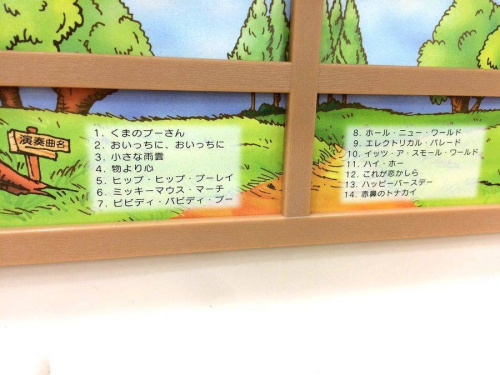 演奏曲名
1. くまのプーさん
2. おいっちに、おいっちに
3. 小さな雨雲
4. 物より心
5. ヒップ・ヒップ・プーレイ
6. ミッキーマウス・マーチ
7. ビビディ・バビディ・ブー
8. ホール・ニュー・ワールド
9. エレクトリカル・パレード
10. イッツ・ア・スモール・ワールド
11. ハイ・ホー
12. これが恋かしら
13. ハッピーバースデー
14. 赤鼻のトナカイ